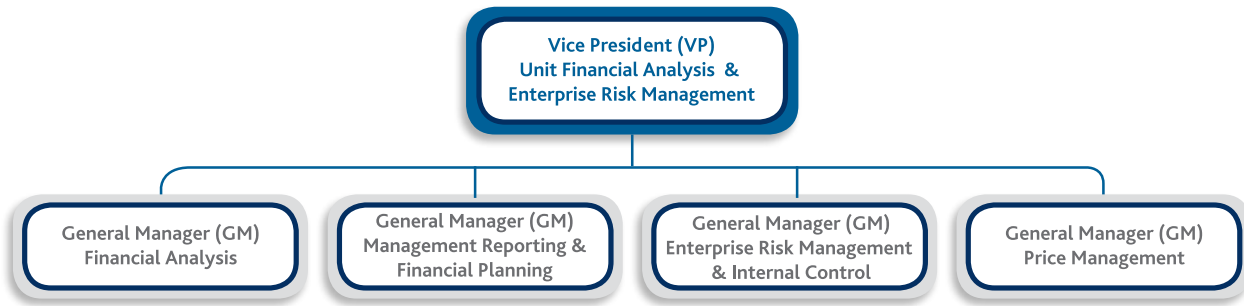 Vice President (VP)
Unit Financial Analysis &
Enterprise Risk Management
General Manager (GM)
Financial Analysis
General Manager (GM)
Management Reporting &
Financial Planning
General Manager (GM)
Enterprise Risk Management
& Internal Control
General Manager (GM)
Price Management